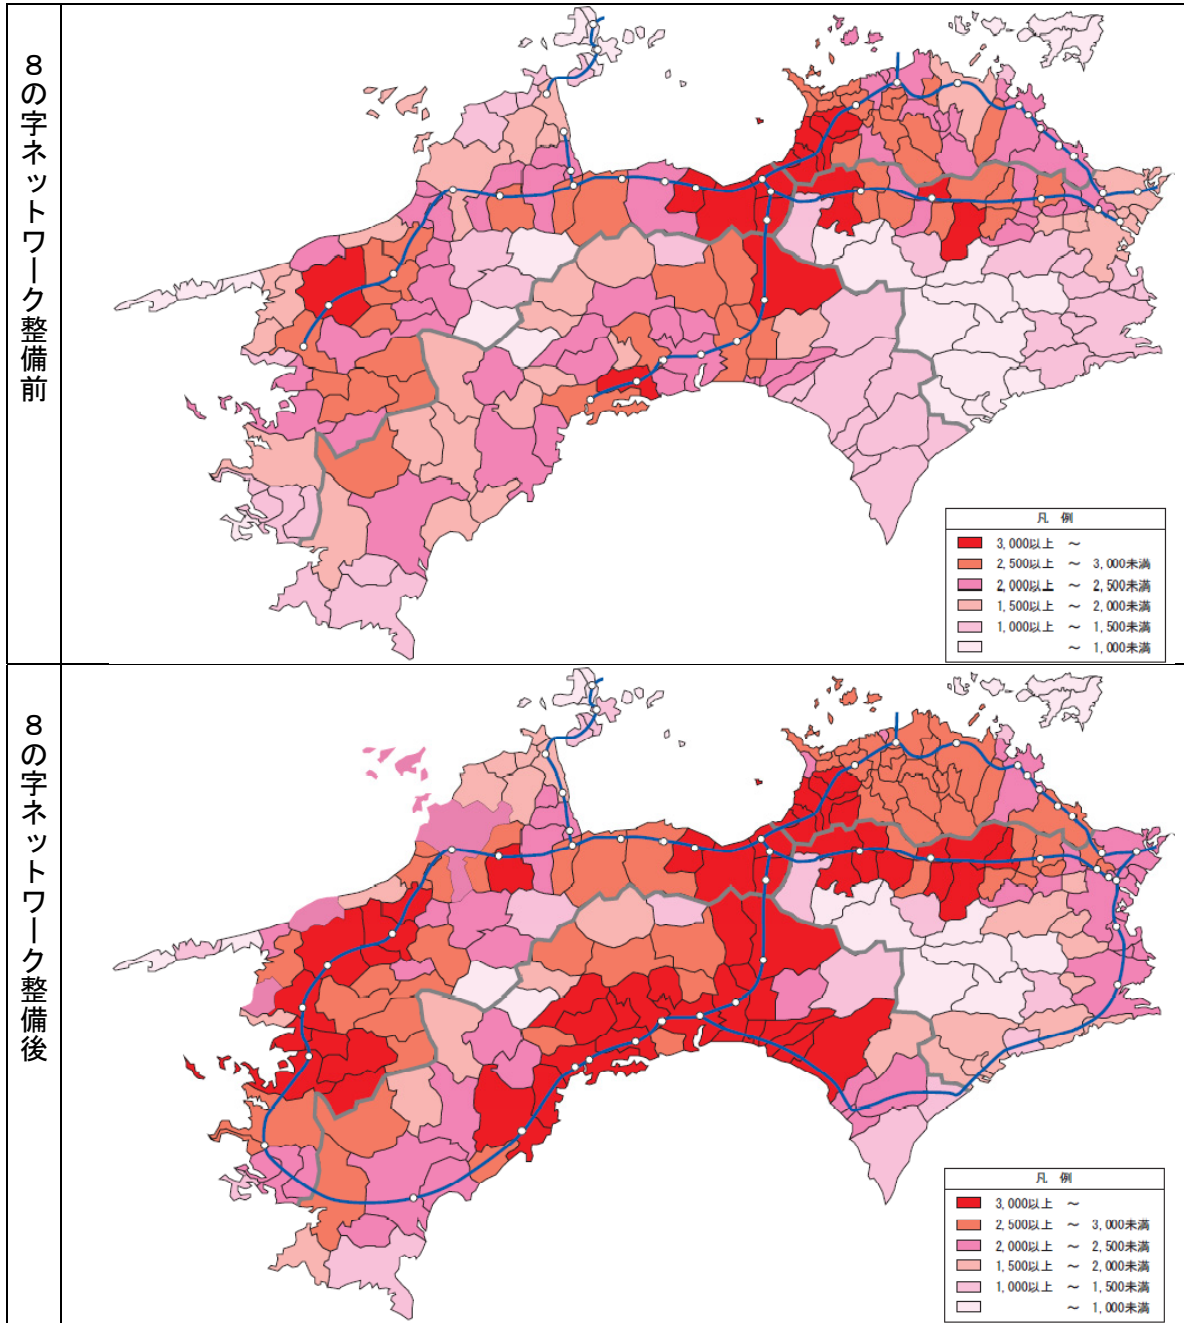 8の字ネットワーク整備前
凡 例
3,000以上 ～
2,500以上 ～ 3,000未満
2,000以上 ～ 2,500未満
1,500以上 ～ 2,000未満
1,000以上 ～ 1,500未満
～ 1,000未満
8の字ネットワーク整備後
凡 例
3,000以上 ～
2,500以上 ～ 3,000未満
2,000以上 ～ 2,500未満
1,500以上 ～ 2,000未満
1,000以上 ～ 1,500未満
～ 1,000未満